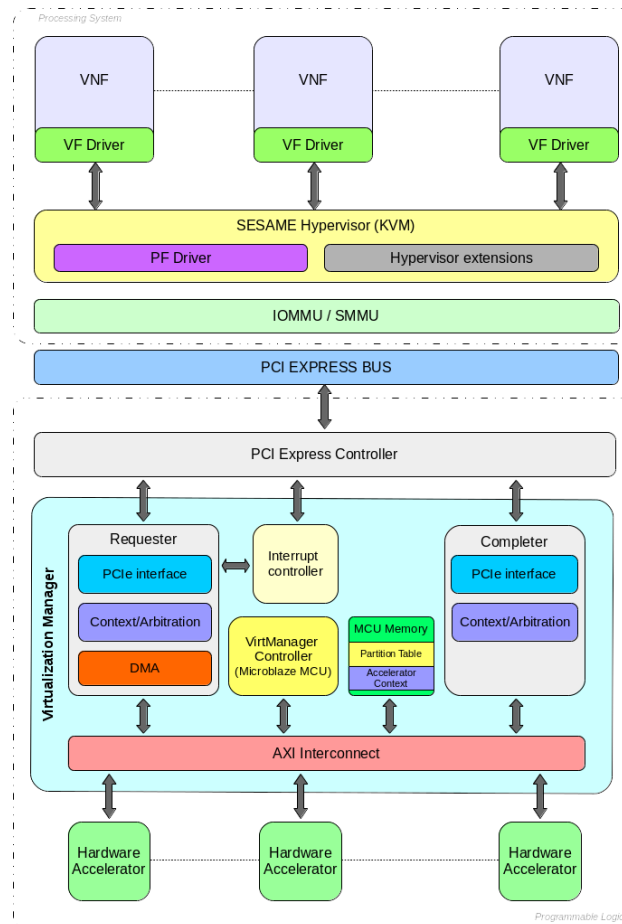 Processing System
VNF
VNF
VNF
VF Driver
VF Driver
VF Driver
SESAME Hypervisor (KVM)
PF Driver
Hypervisor extensions
IOMMU / SMMU
PCI EXPRESS BUS
PCI Express Controller
Virtualization Manager
Requester
PCIe interface
Context/Arbitration
DMA
Interrupt
controller
VirtManager
Controller
(Microblaze MCU)
MCU Memory
Partition Table
Accelerator
Context
Completer
PCIe interface
Context/Arbitration
AXI Interconnect
Hardware
Accelerator
Hardware
Accelerator
Hardware
Accelerator
Programmable Logic